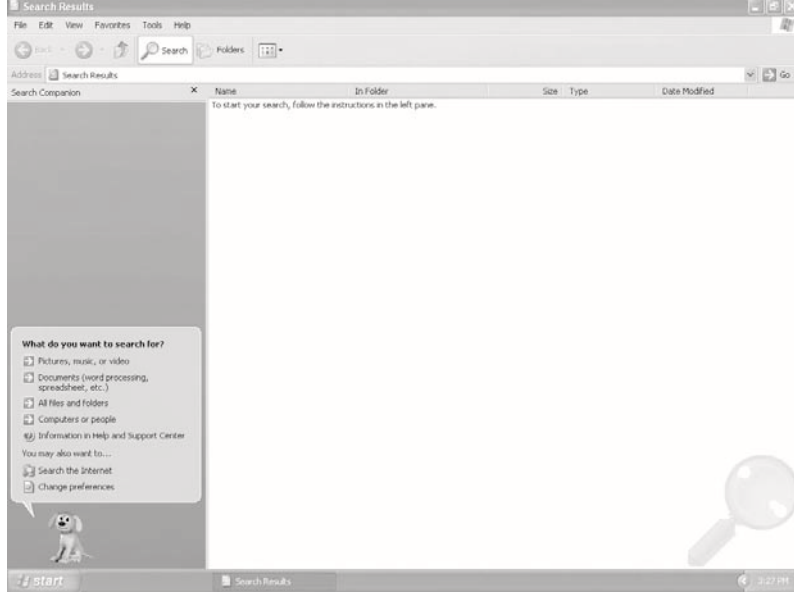 Search Results
File Edit View Favorites Tools Help
Back Search Folders
Address Search Results Go
Search Companion Name In Folder Size Type Date Modified
To start your search, follow the instructions in the left pane.
What do you want to search for?
Pictures, music, or video
Documents (word processing,
spreadsheet, etc.)
All files and folders
Computers or people
Information in Help and Support Center
You may also want to...
Search the Internet
Change preferences
start Search Results 3:27 PM